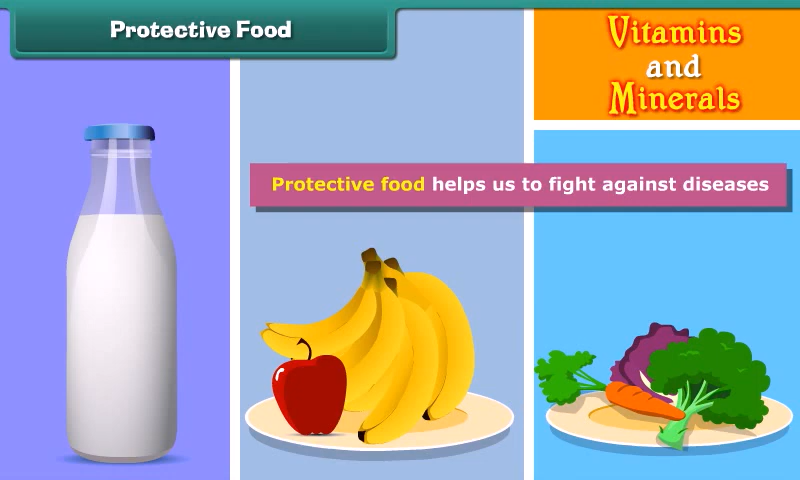 Protective Food
Vitamins
and
Minerals
Protective food helps us to fight against diseases